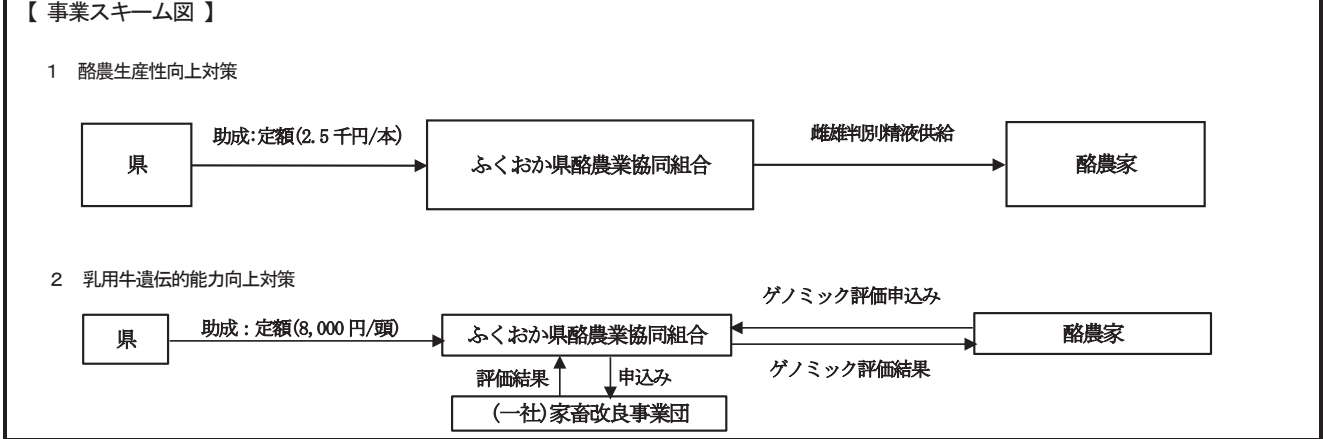 【 事業スキーム図 】
1 酪農生産性向上対策
県
助成:定額(2.5千円/本)
ふくおか県酪農業協同組合
雌雄判別精液供給
酪農家
2 乳用牛遺伝的能力向上対策
県
助成：定額(8,000円/頭)
ふくおか県酪農業協同組合
ゲノミック評価申込み
ゲノミック評価結果
酪農家
評価結果
申込み
(一社)家畜改良事業団